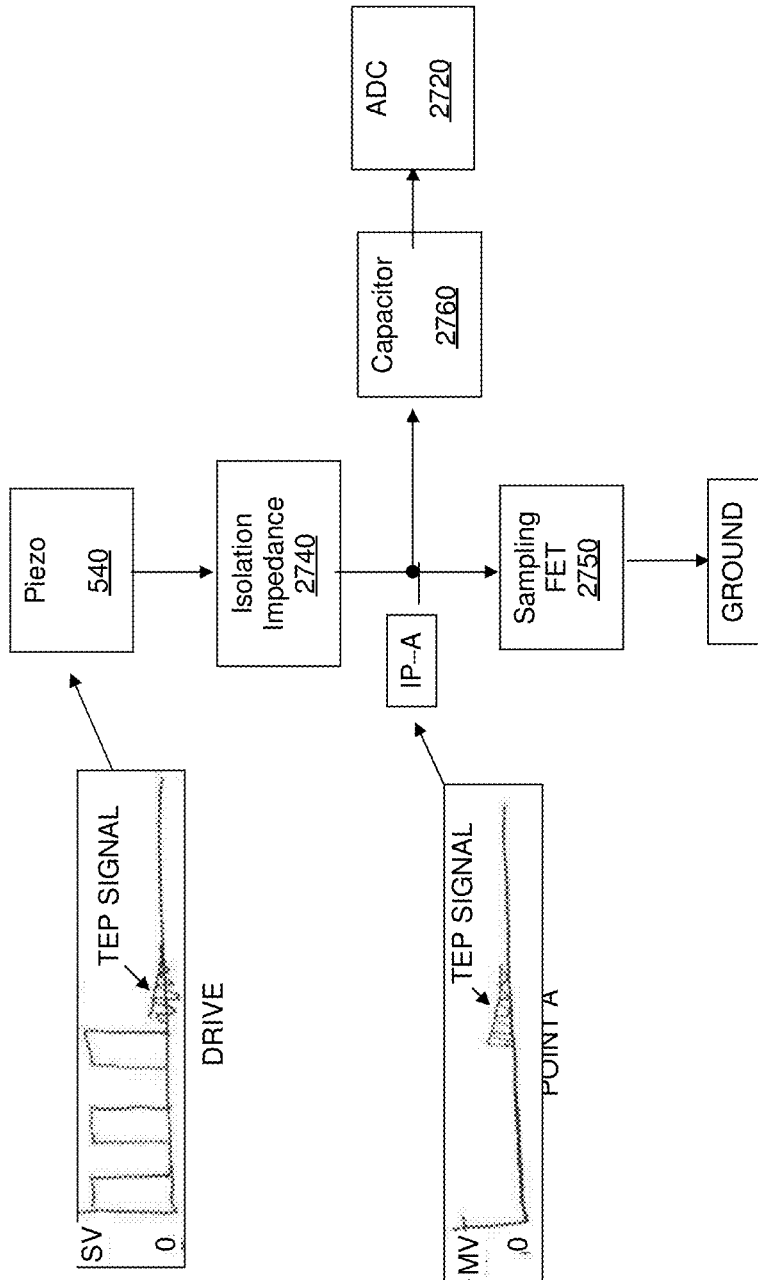 SV
0
TEP SIGNAL
DRIVE
Piezo
540
Isolation
Impedance
2740
IP--A
Capacitor
2760
ADC
2720
MV
0
TEP SIGNAL
POINT A
Sampling
FET
2750
GROUND